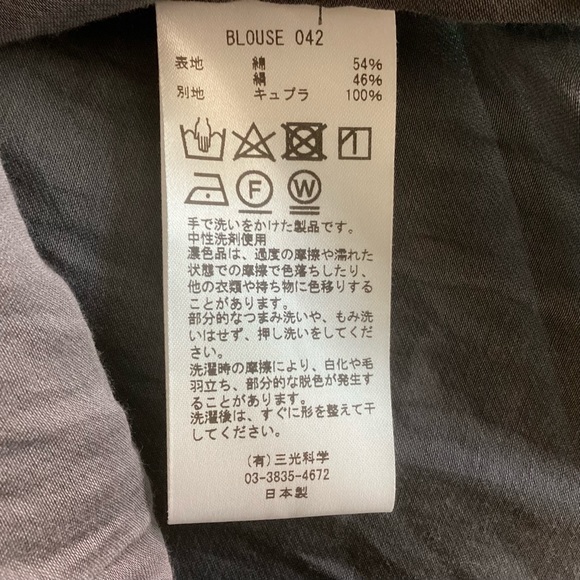 BLOUSE 042
表地 綿 54%
絹 46%
別地 キュプラ 100%
F W
手で洗いをかけた製品です。
中性洗剤使用
濃色品は、過度の摩擦や濡れた
状態での摩擦で色落ちしたり、
他の衣類や持ち物に色移りする
ことがあります。
部分的なつまみ洗いや、もみ洗
いはせず、押し洗いをしてくだ
さい。
洗濯時の摩擦により、白化や毛
羽立ち、部分的な脱色が発生す
ることがあります。
洗濯後は、すぐに形を整えて干
してください。
(有)三光科学
03-3835-4672
日本製